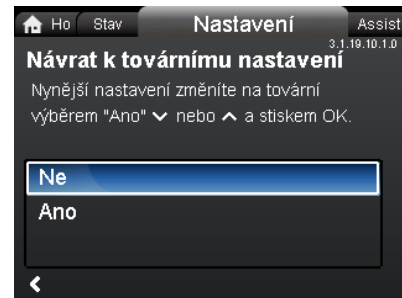 Ho Stav Nastavení Assist
3.1.19.10.1.0
Návrat k továrnímu nastavení
Nynější nastavení změníte na tovární
výběrem "Ano" ⌄ nebo ⌃ a stiskem OK.
Ne
Ano